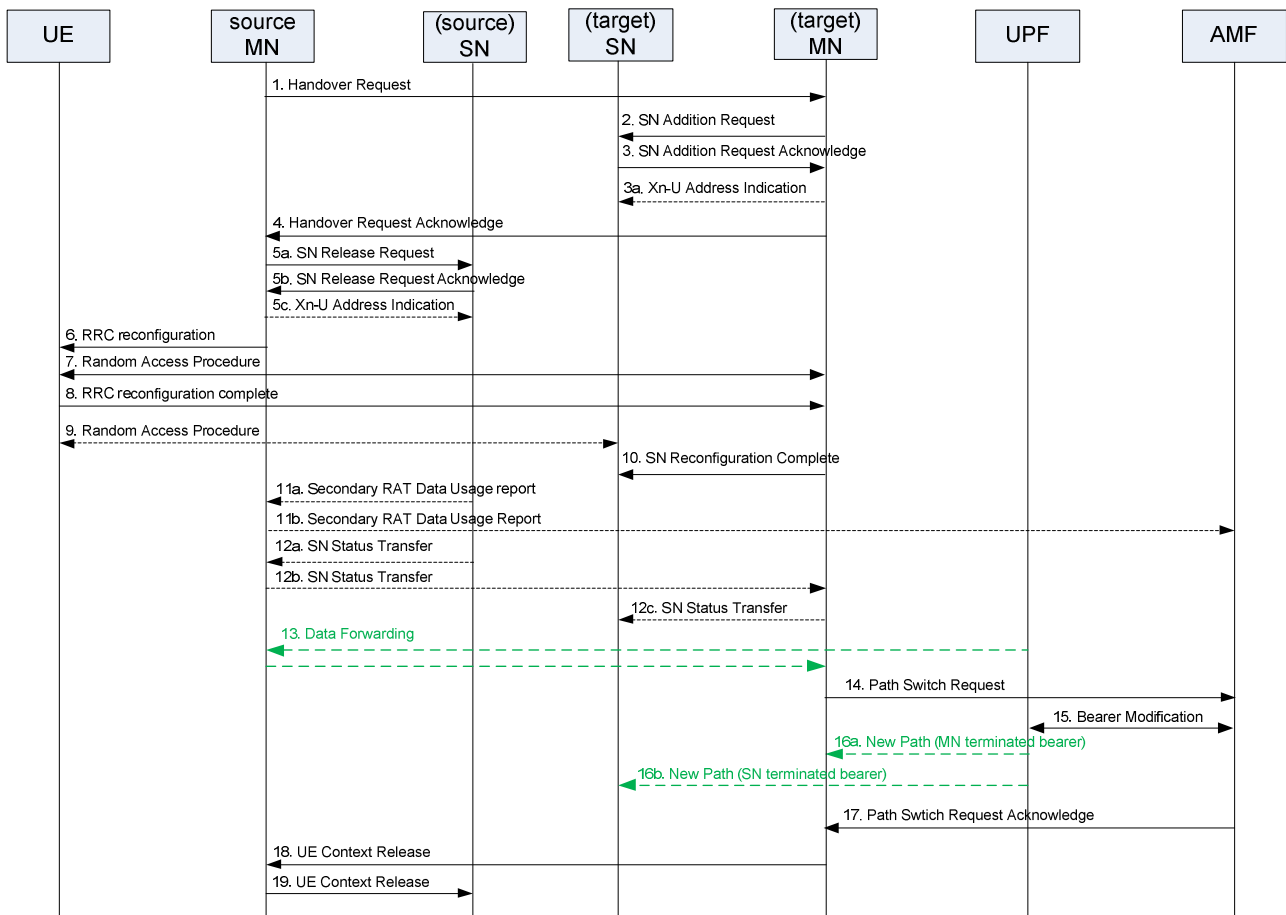 UE
source
MN
(source)
SN
(target)
SN
(target)
MN
UPF
AMF
1. Handover Request
2. SN Addition Request
3. SN Addition Request Acknowledge
3a. Xn-U Address Indication
4. Handover Request Acknowledge
5a. SN Release Request
5b. SN Release Request Acknowledge
5c. Xn-U Address Indication
6. RRC reconfiguration
7. Random Access Procedure
8. RRC reconfiguration complete
9. Random Access Procedure
10. SN Reconfiguration Complete
11a. Secondary RAT Data Usage report
11b. Secondary RAT Data Usage Report
12a. SN Status Transfer
12b. SN Status Transfer
12c. SN Status Transfer
13. Data Forwarding
14. Path Switch Request
15. Bearer Modification
16a. New Path (MN terminated bearer)
16b. New Path (SN terminated bearer)
17. Path Swtich Request Acknowledge
18. UE Context Release
19. UE Context Release